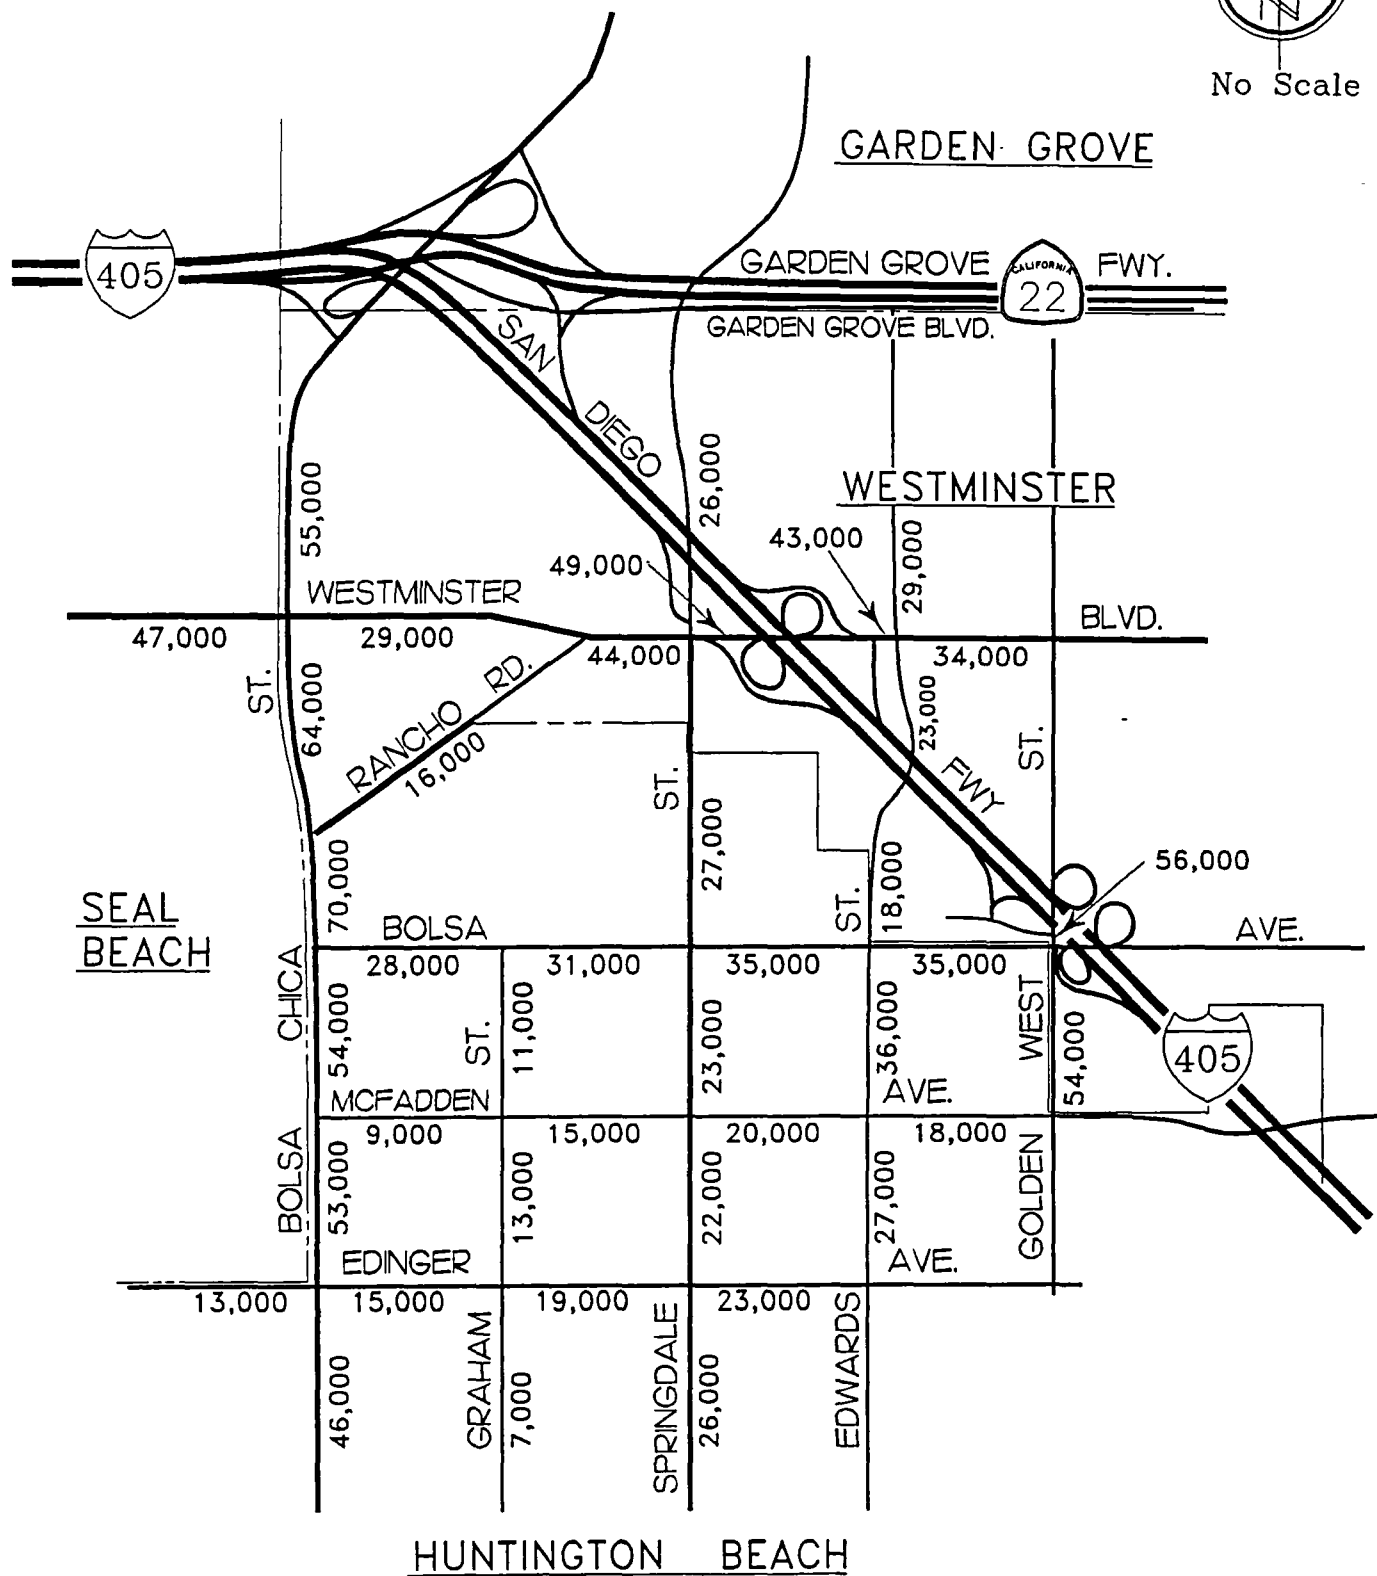 No Scale
GARDEN GROVE
GARDEN GROVE
FWY.
405
CALIFORNIA
22
GARDEN GROVE BLVD.
SAN
DIEGO
26,000
55,000
WESTMINSTER
43,000
49,000
29,000
WESTMINSTER
BLVD.
47,000
29,000
44,000
34,000
ST.
64,000
RANCHO
RD.
16,000
23,000
ST.
ST.
FWY
27,000
70,000
18,000
ST.
56,000
SEAL
BEACH
BOLSA
AVE.
28,000
31,000
35,000
35,000
CHICA
54,000
ST.
11,000
23,000
36,000
WEST
54,000
405
MCFADDEN
AVE.
9,000
15,000
20,000
18,000
BOLSA
53,000
13,000
22,000
27,000
GOLDEN
EDINGER
AVE.
13,000
15,000
19,000
23,000
46,000
GRAHAM
7,000
SPRINGDALE
26,000
EDWARDS
HUNTINGTON BEACH